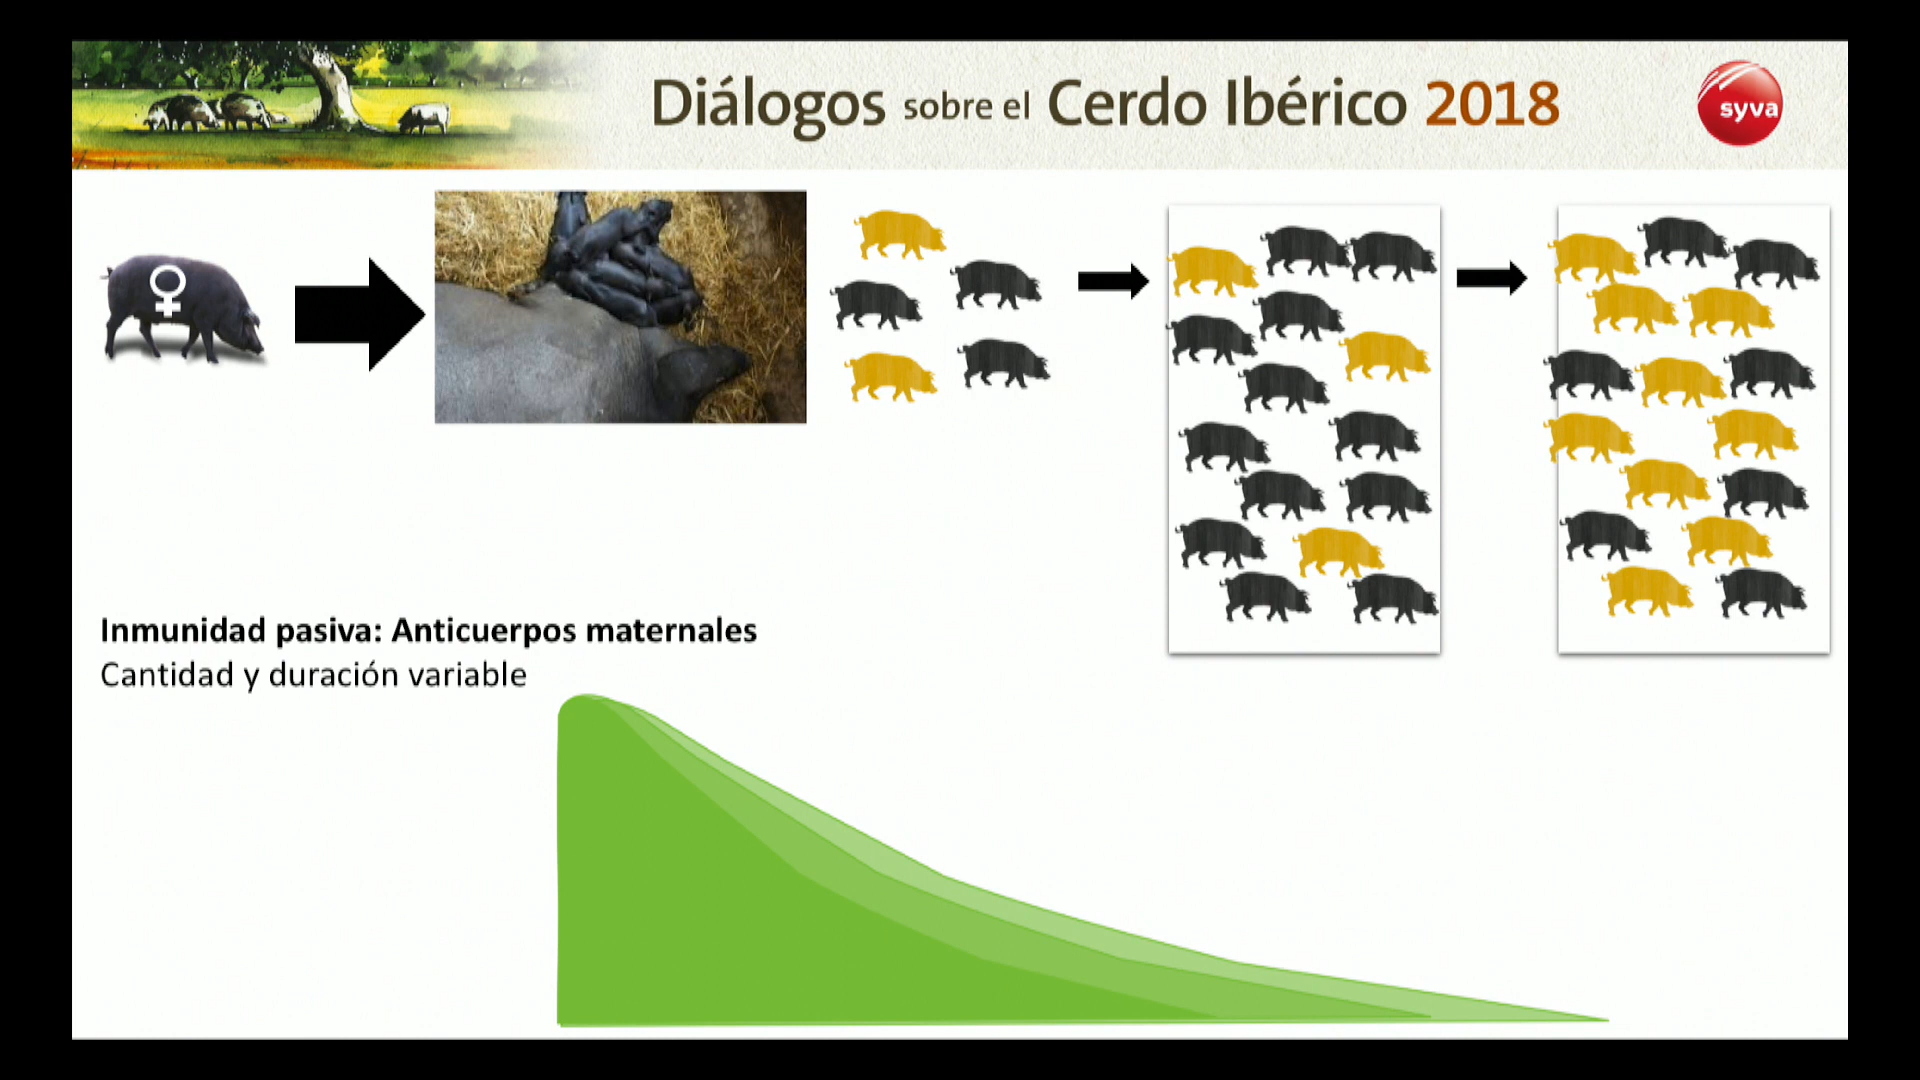 Diálogos sobre el Cerdo Ibérico 2018
syva
Inmunidad pasiva: Anticuerpos maternales
Cantidad y duración variable